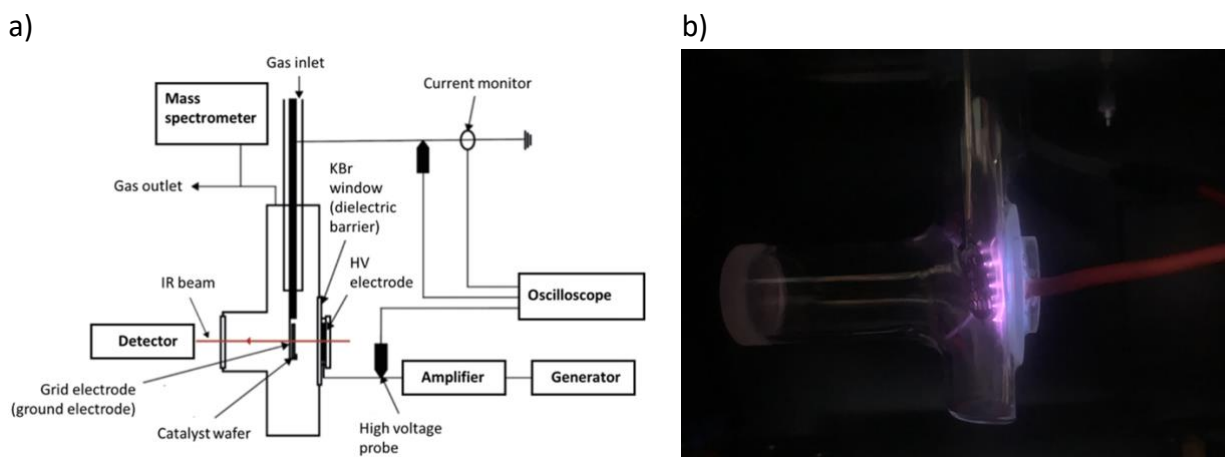 a)
b)
Gas inlet
Current monitor
Mass
spectrometer
KBr
window
(dielectric
barrier)
Gas outlet
HV
electrode
IR beam
Oscilloscope
Detector
Amplifier
Generator
Grid electrode
(ground electrode)
Catalyst wafer
High voltage
probe